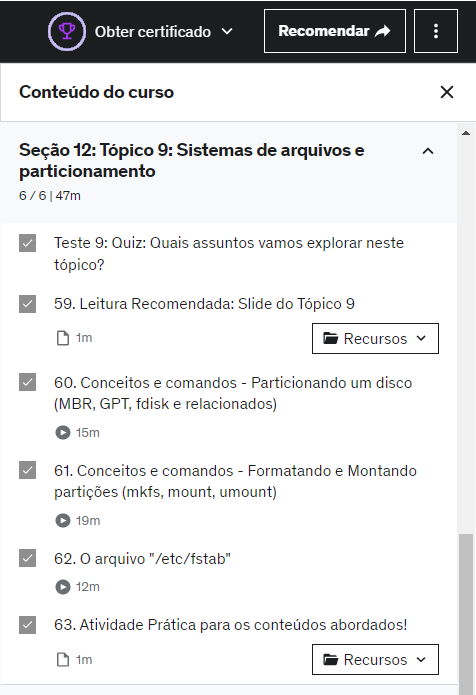 Obter certificado
Recomendar
Conteúdo do curso
Seção 12: Tópico 9: Sistemas de arquivos e
particionamento
6 / 6 | 47m
Teste 9: Quiz: Quais assuntos vamos explorar neste
tópico?
59. Leitura Recomendada: Slide do Tópico 9
1m
Recursos
60. Conceitos e comandos - Particionando um disco
(MBR, GPT, fdisk e relacionados)
15m
61. Conceitos e comandos - Formatando e Montando
partições (mkfs, mount, umount)
19m
62. O arquivo "/etc/fstab"
12m
63. Atividade Prática para os conteúdos abordados!
1m
Recursos